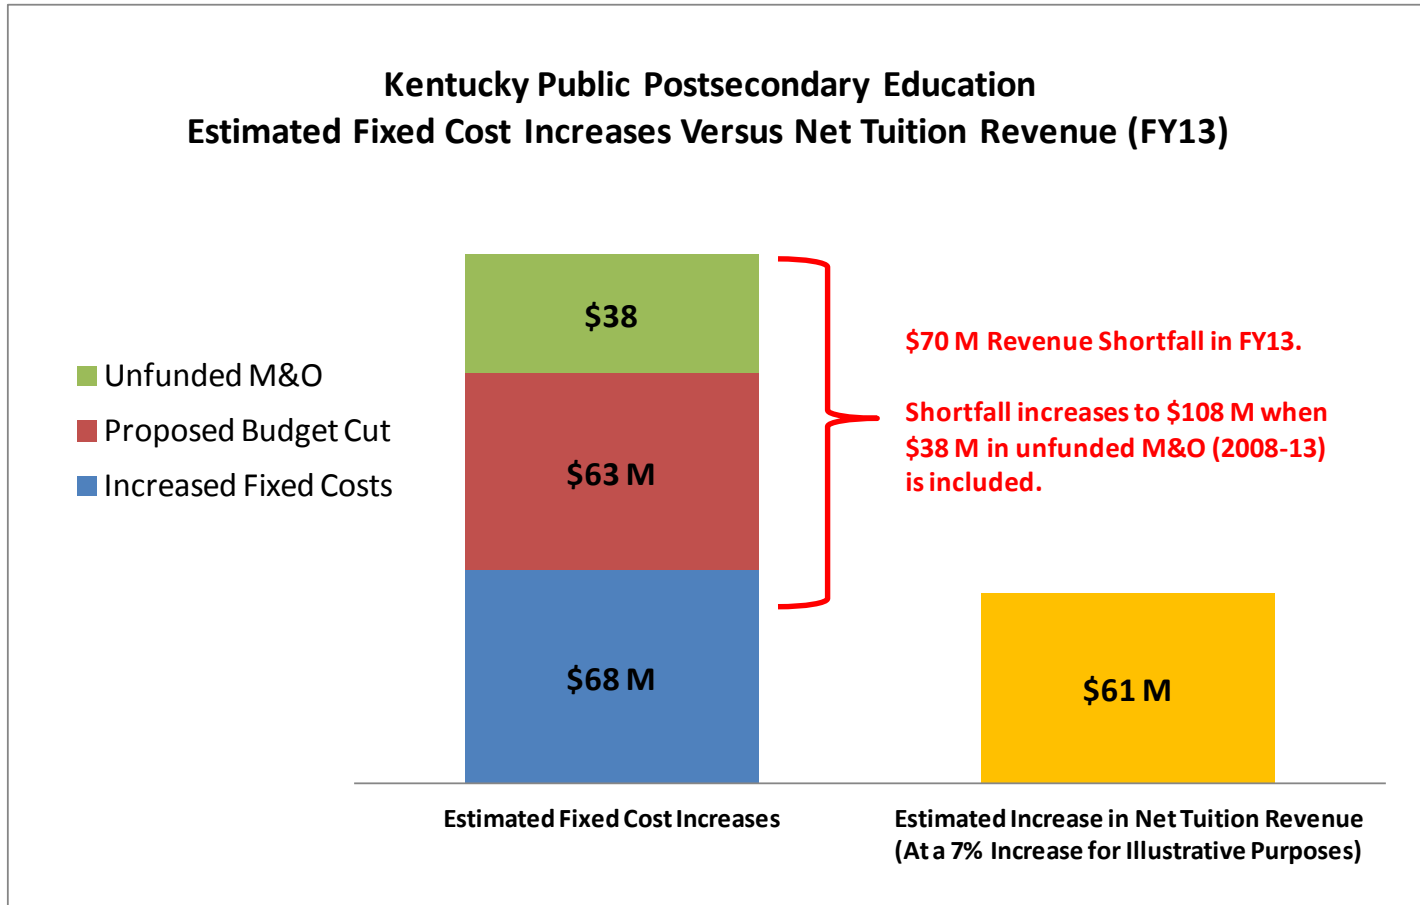 Kentucky Public Postsecondary Education
Estimated Fixed Cost Increases Versus Net Tuition Revenue (FY13)
Unfunded M&O
Proposed Budget Cut
Increased Fixed Costs
$38
$63 M
$68 M
$70 M Revenue Shortfall in FY13.
Shortfall increases to $108 M when
$38 M in unfunded M&O (2008-13)
is included.
$61 M
Estimated Fixed Cost Increases
Estimated Increase in Net Tuition Revenue
(At a 7% Increase for Illustrative Purposes)